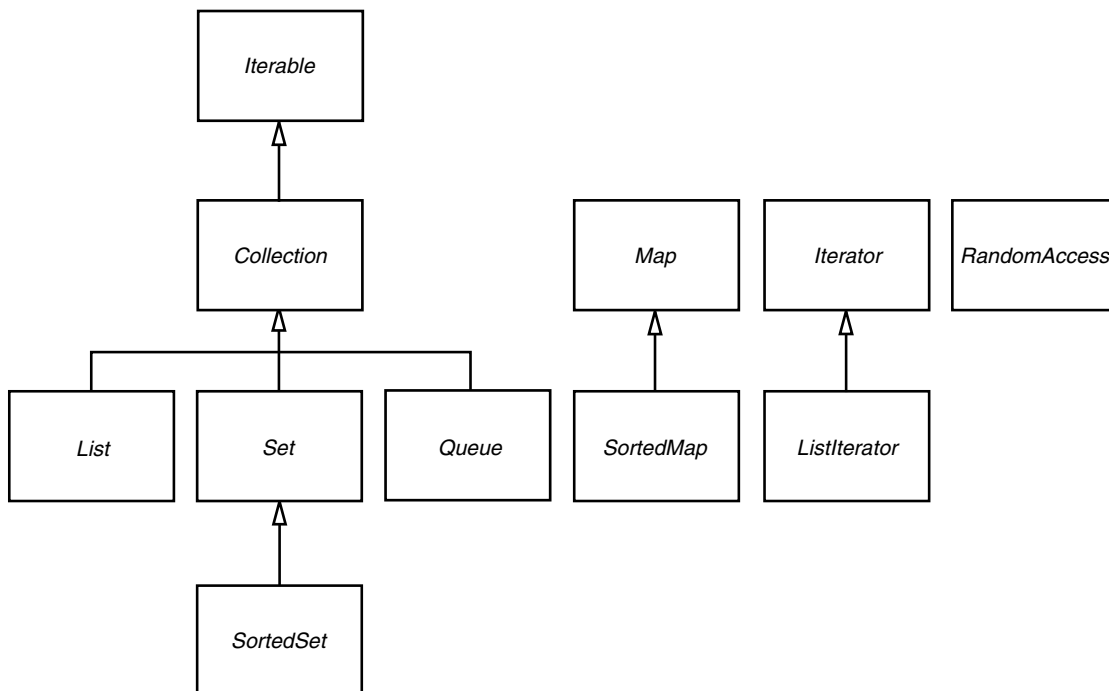 Iterable
Collection
Map
Iterator
RandomAccess
List
Set
Queue
SortedMap
ListIterator
SortedSet